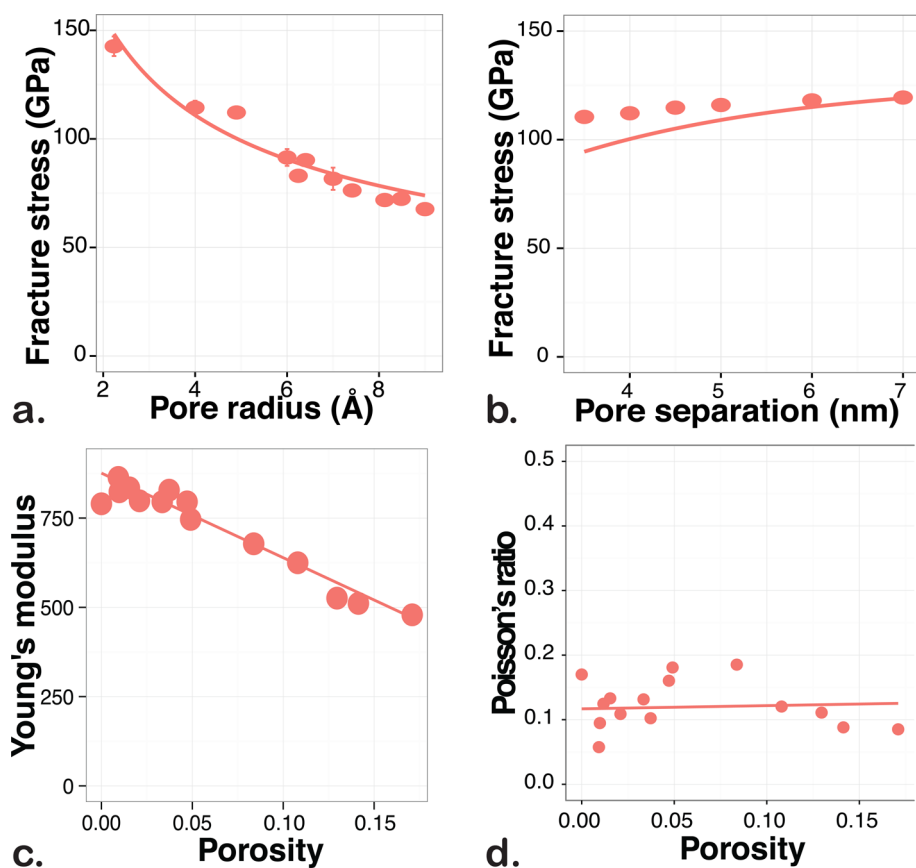 150
100
50
0
Fracture stress (GPa)
2
4
6
8
a.
Pore radius (Å)
150
100
50
0
Fracture stress (GPa)
4
5
6
7
b.
Pore separation (nm)
750
500
250
0
Young's modulus
0.00
0.05
0.10
0.15
c.
Porosity
0.5
0.4
0.3
0.2
0.1
0.0
Poisson's ratio
0.00
0.05
0.10
0.15
d.
Porosity